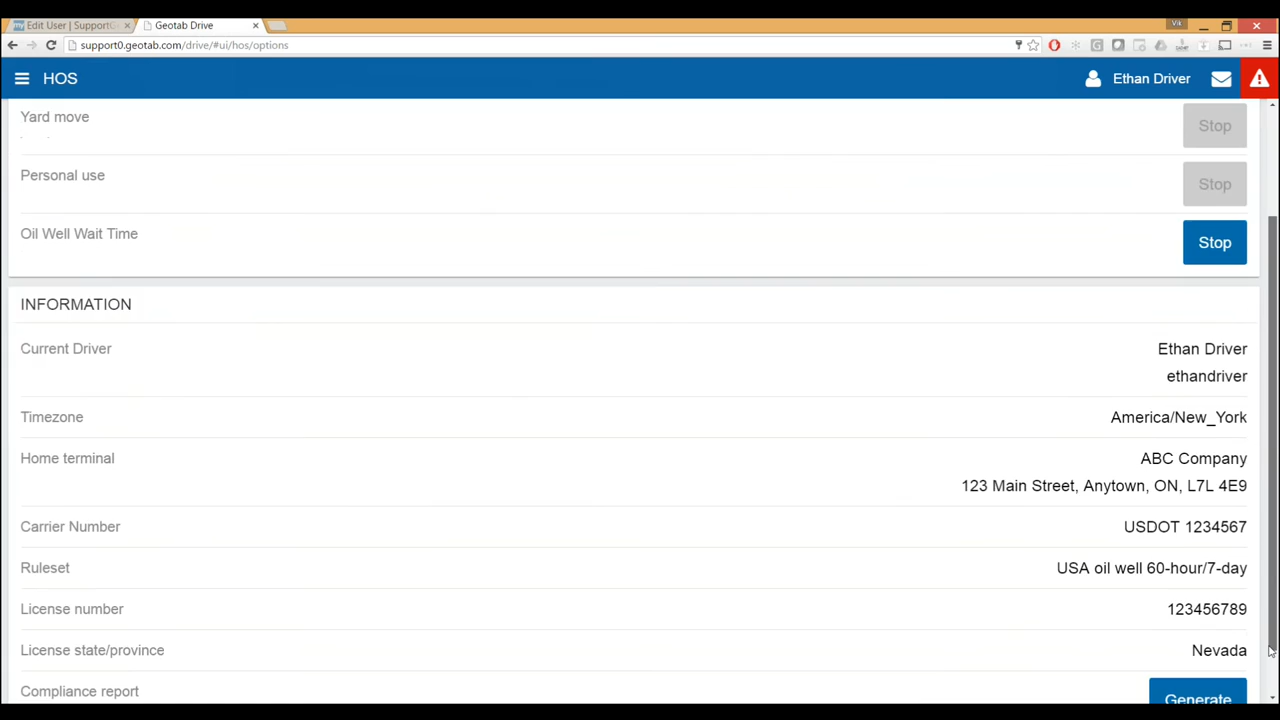 Edit User | SupportG
Geotab Drive
Vik
support0.geotab.com/drive/#ui/hos/options
HOS
Ethan Driver
Yard move
Stop
Personal use
Stop
Oil Well Wait Time
Stop
INFORMATION
Current Driver
Ethan Driver
ethandriver
Timezone
America/New_York
Home terminal
ABC Company
123 Main Street, Anytown, ON, L7L 4E9
Carrier Number
USDOT 1234567
Ruleset
USA oil well 60-hour/7-day
License number
123456789
License state/province
Nevada
Compliance report
Generate